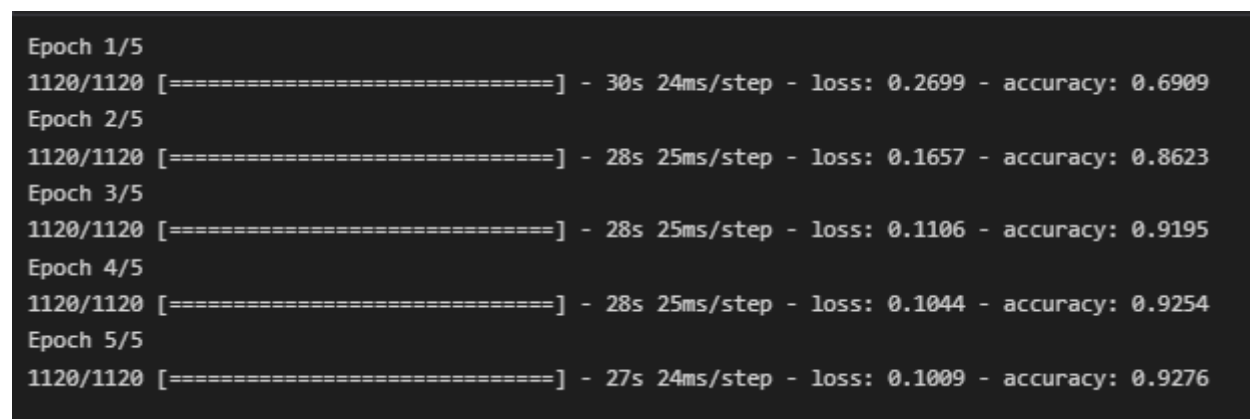 Epoch 1/5
1120/1120 [==============================] - 30s 24ms/step - loss: 0.2699 - accuracy: 0.6909
Epoch 2/5
1120/1120 [==============================] - 28s 25ms/step - loss: 0.1657 - accuracy: 0.8623
Epoch 3/5
1120/1120 [==============================] - 28s 25ms/step - loss: 0.1106 - accuracy: 0.9195
Epoch 4/5
1120/1120 [==============================] - 28s 25ms/step - loss: 0.1044 - accuracy: 0.9254
Epoch 5/5
1120/1120 [==============================] - 27s 24ms/step - loss: 0.1009 - accuracy: 0.9276